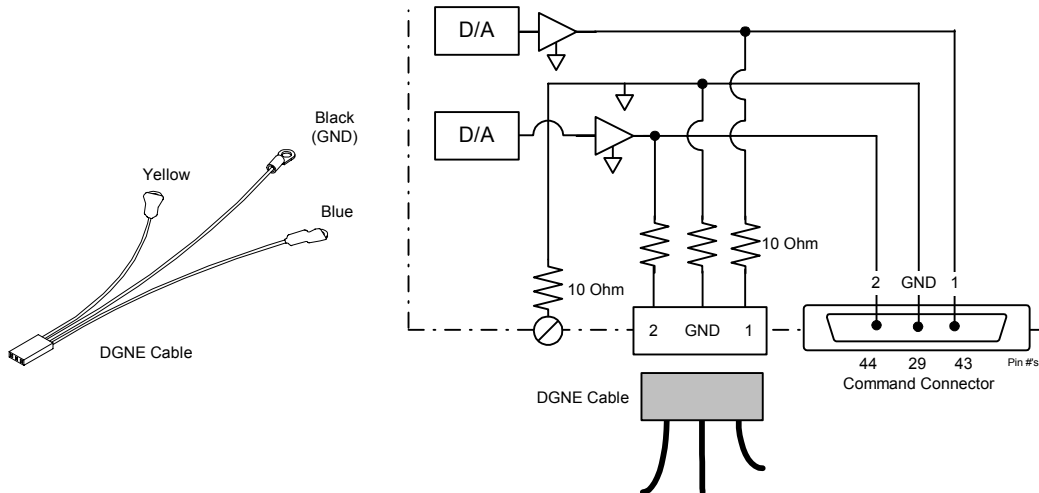 Black
(GND)
Yellow
Blue
DGNE Cable
D/A
D/A
10 Ohm
10 Ohm
2 GND 1
2 GND 1
44 29 43 Pin #'s
Command Connector
DGNE Cable